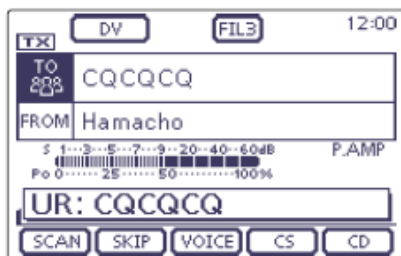 DV FIL3 12:00
TX
TO CQCQCQ
FROM Hamacho
S 1···3···5···7···9··20··40··60dB P.AMP
Po 0······25······50···········100%
UR: CQCQCQ
SCAN SKIP VOICE CS CD